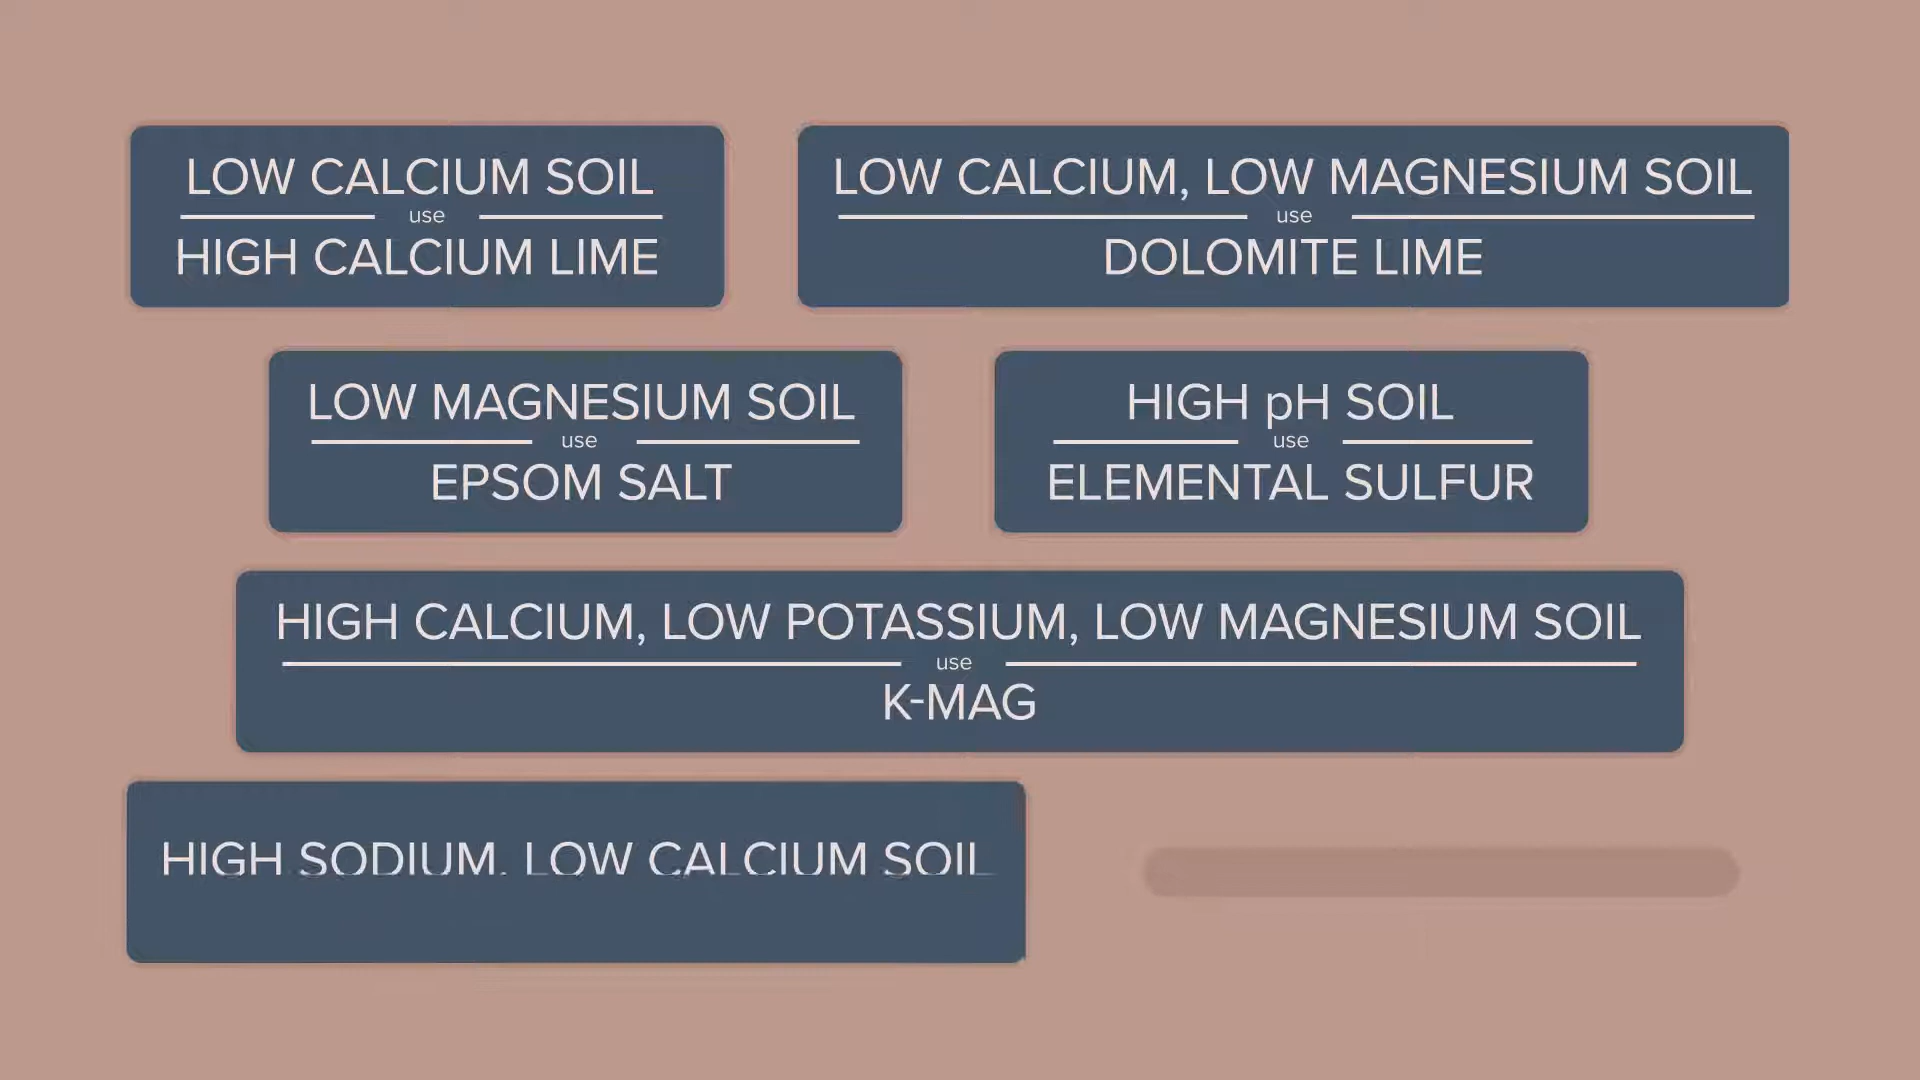 LOW CALCIUM SOIL
use
HIGH CALCIUM LIME
LOW CALCIUM, LOW MAGNESIUM SOIL
use
DOLOMITE LIME
LOW MAGNESIUM SOIL
use
EPSOM SALT
HIGH pH SOIL
use
ELEMENTAL SULFUR
HIGH CALCIUM, LOW POTASSIUM, LOW MAGNESIUM SOIL
use
K-MAG
HIGH SODIUM, LOW CALCIUM SOIL